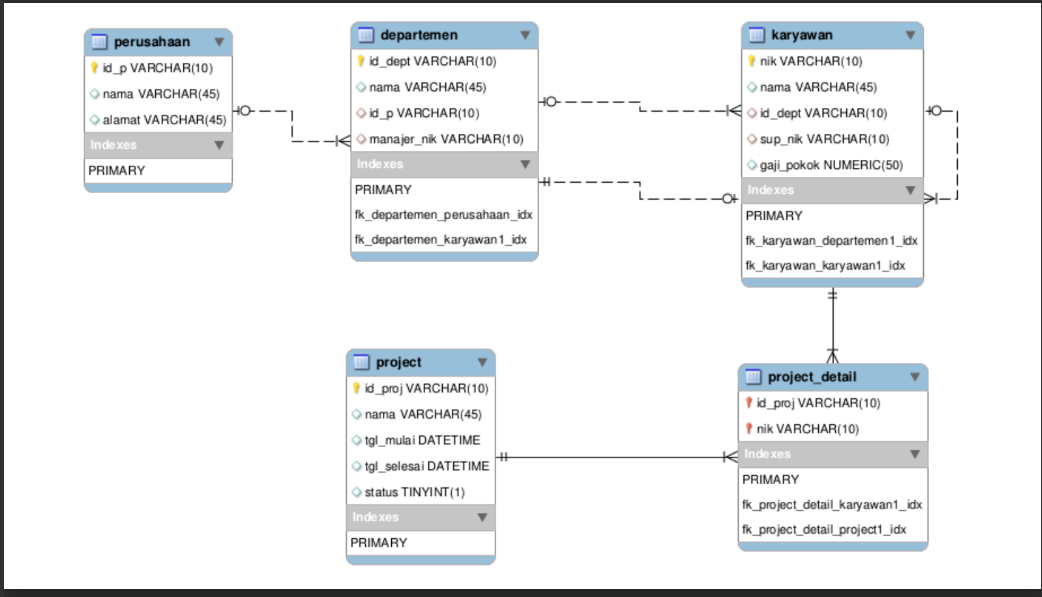 perusahaan
id_p VARCHAR(10)
nama VARCHAR(45)
alamat VARCHAR(45)
Indexes
PRIMARY
departemen
id_dept VARCHAR(10)
nama VARCHAR(45)
id_p VARCHAR(10)
manajer_nik VARCHAR(10)
Indexes
PRIMARY
fk_departemen_perusahaan_idx
fk_departemen_karyawan1_idx
karyawan
nik VARCHAR(10)
nama VARCHAR(45)
id_dept VARCHAR(10)
sup_nik VARCHAR(10)
gaji_pokok NUMERIC(50)
Indexes
PRIMARY
fk_karyawan_departemen1_idx
fk_karyawan_karyawan1_idx
project
id_proj VARCHAR(10)
nama VARCHAR(45)
tgl_mulai DATETIME
tgl_selesai DATETIME
status TINYINT(1)
Indexes
PRIMARY
project_detail
id_proj VARCHAR(10)
nik VARCHAR(10)
Indexes
PRIMARY
fk_project_detail_karyawan1_idx
fk_project_detail_project1_idx